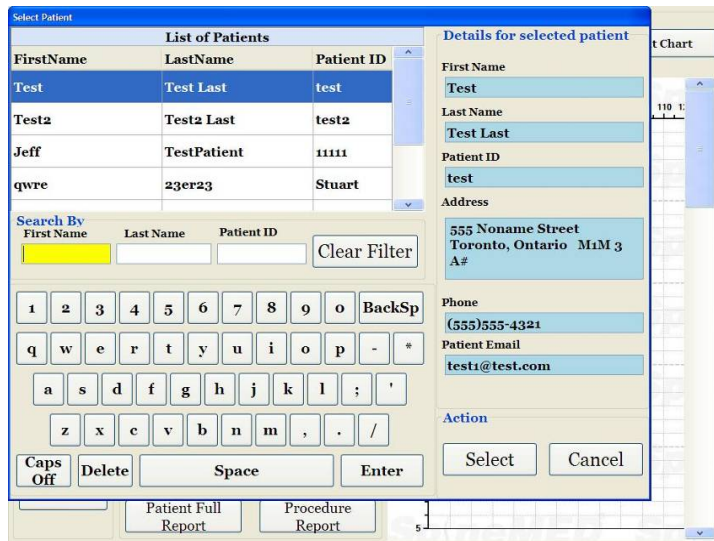 Select Patient
List of Patients
FirstName LastName Patient ID
Test Test Last test
Test2 Test2 Last test2
Jeff TestPatient 11111
qwre 23er23 Stuart
Search By
First Name Last Name Patient ID
Clear Filter
1 2 3 4 5 6 7 8 9 0 BackSp
q w e r t y u i o p - *
a s d f g h j k l ; '
z x c v b n m , . /
Caps Off Delete Space Enter
Details for selected patient
First Name
Test
Last Name
Test Last
Patient ID
test
Address
555 Noname Street
Toronto, Ontario M1M 3
A#
Phone
(555)555-4321
Patient Email
test1@test.com
Action
Select Cancel
t Chart
110
Patient Full
Report
Procedure
Report
5